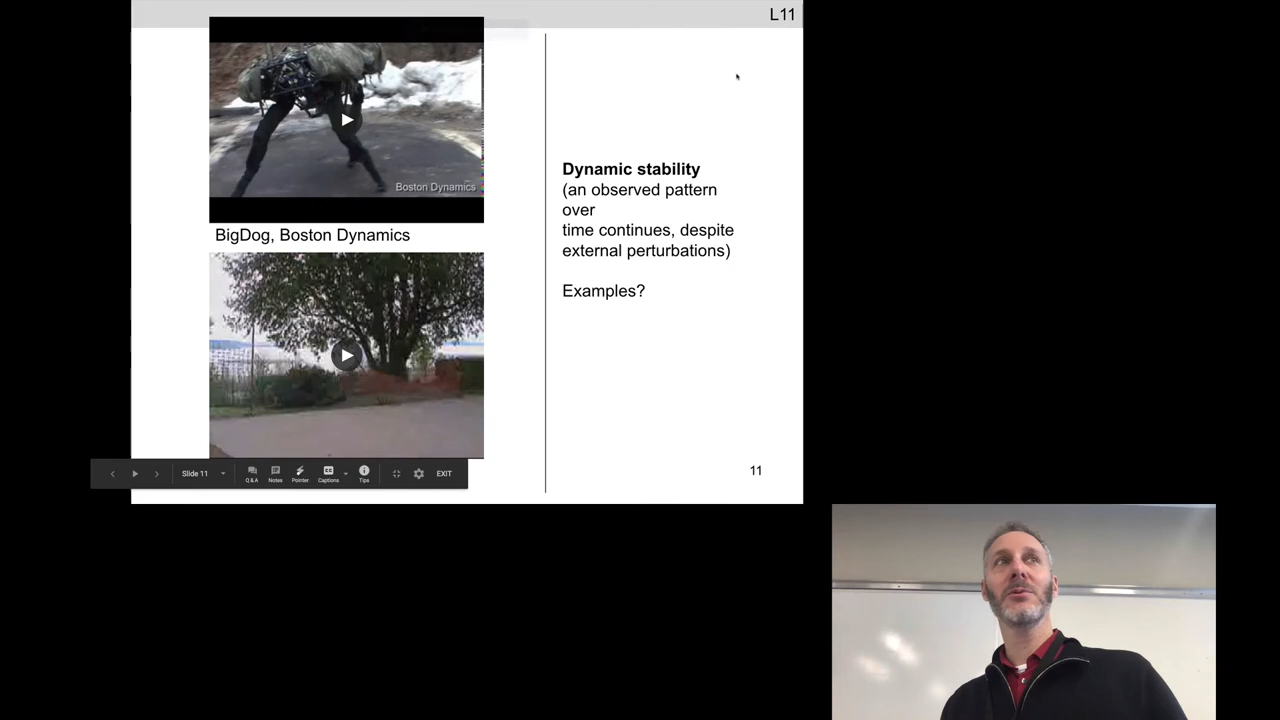 L11
Boston Dynamics
BigDog, Boston Dynamics
Dynamic stability
(an observed pattern
over
time continues, despite
external perturbations)
Examples?
11
Slide 11
Q&A
Notes
Pointer
Captions
Tips
EXIT